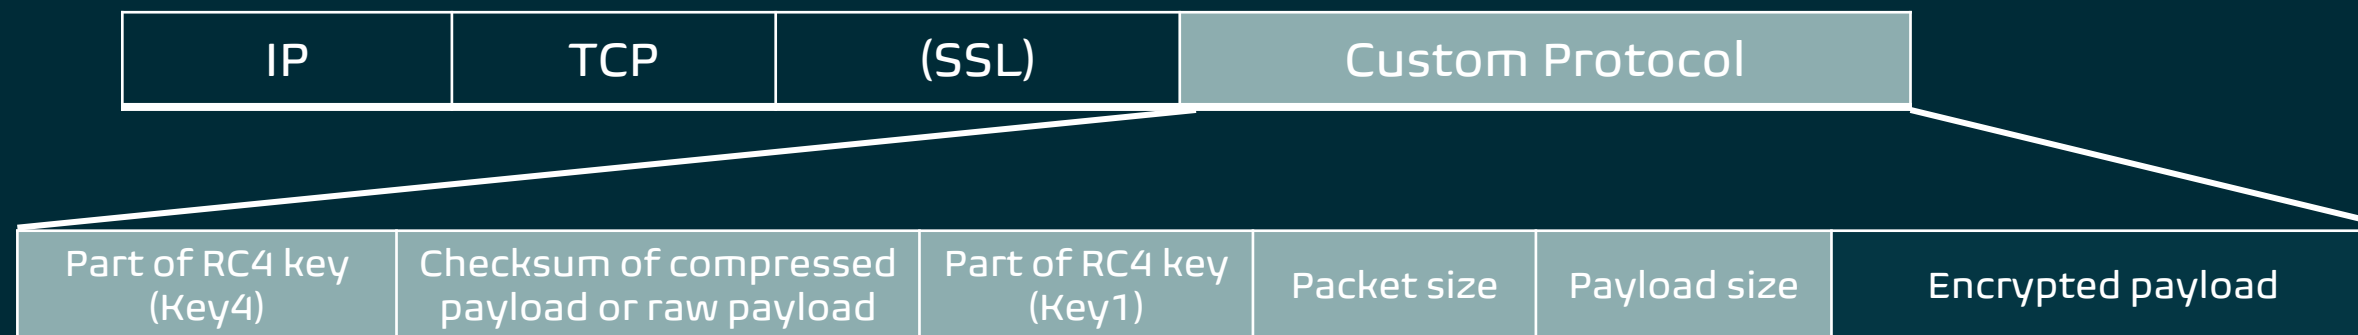 IP
TCP
(SSL)
Custom Protocol
Part of RC4 key
(Key4)
Checksum of compressed
payload or raw payload
Part of RC4 key
(Key1)
Packet size
Payload size
Encrypted payload